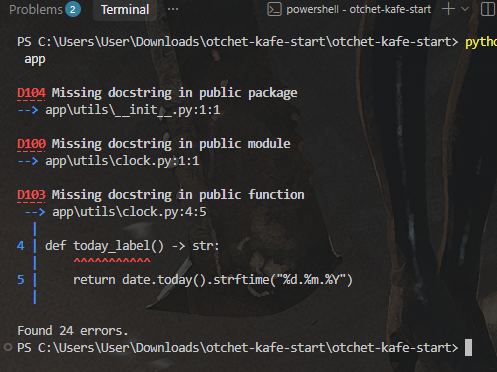 Problems 2 Terminal ··· powershell - otchet-kafe-start
PS C:\Users\User\Downloads\otchet-kafe-start\otchet-kafe-start> pytho
app
D104 Missing docstring in public package
--> app\utils\__init__.py:1:1
D100 Missing docstring in public module
--> app\utils\clock.py:1:1
D103 Missing docstring in public function
--> app\utils\clock.py:4:5
|
4 | def today_label() -> str:
|     ^^^^^^^^^^^
5 |     return date.today().strftime("%d.%m.%Y")
|
Found 24 errors.
PS C:\Users\User\Downloads\otchet-kafe-start\otchet-kafe-start>